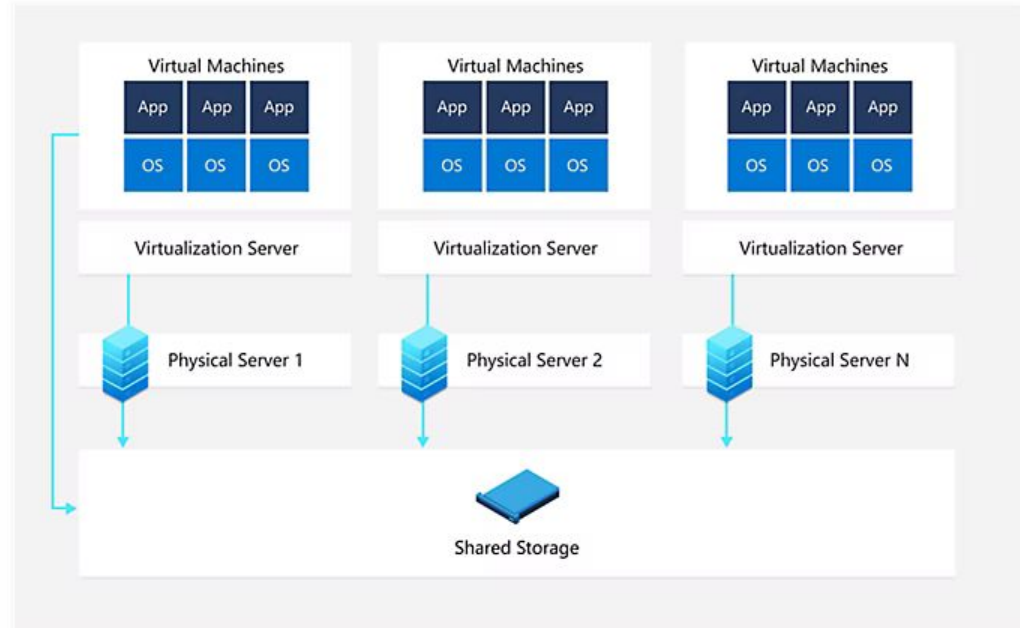 Virtual Machines
App App App
OS OS OS
Virtual Machines
App App App
OS OS OS
Virtual Machines
App App App
OS OS OS
Virtualization Server
Virtualization Server
Virtualization Server
Physical Server 1
Physical Server 2
Physical Server N
Shared Storage